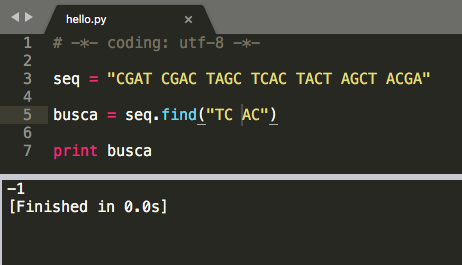 hello.py
1 # -*- coding: utf-8 -*-
2
3 seq = "CGAT CGAC TAGC TCAC TACT AGCT ACGA"
4
5 busca = seq.find("TC AC")
6
7 print busca
-1
[Finished in 0.0s]